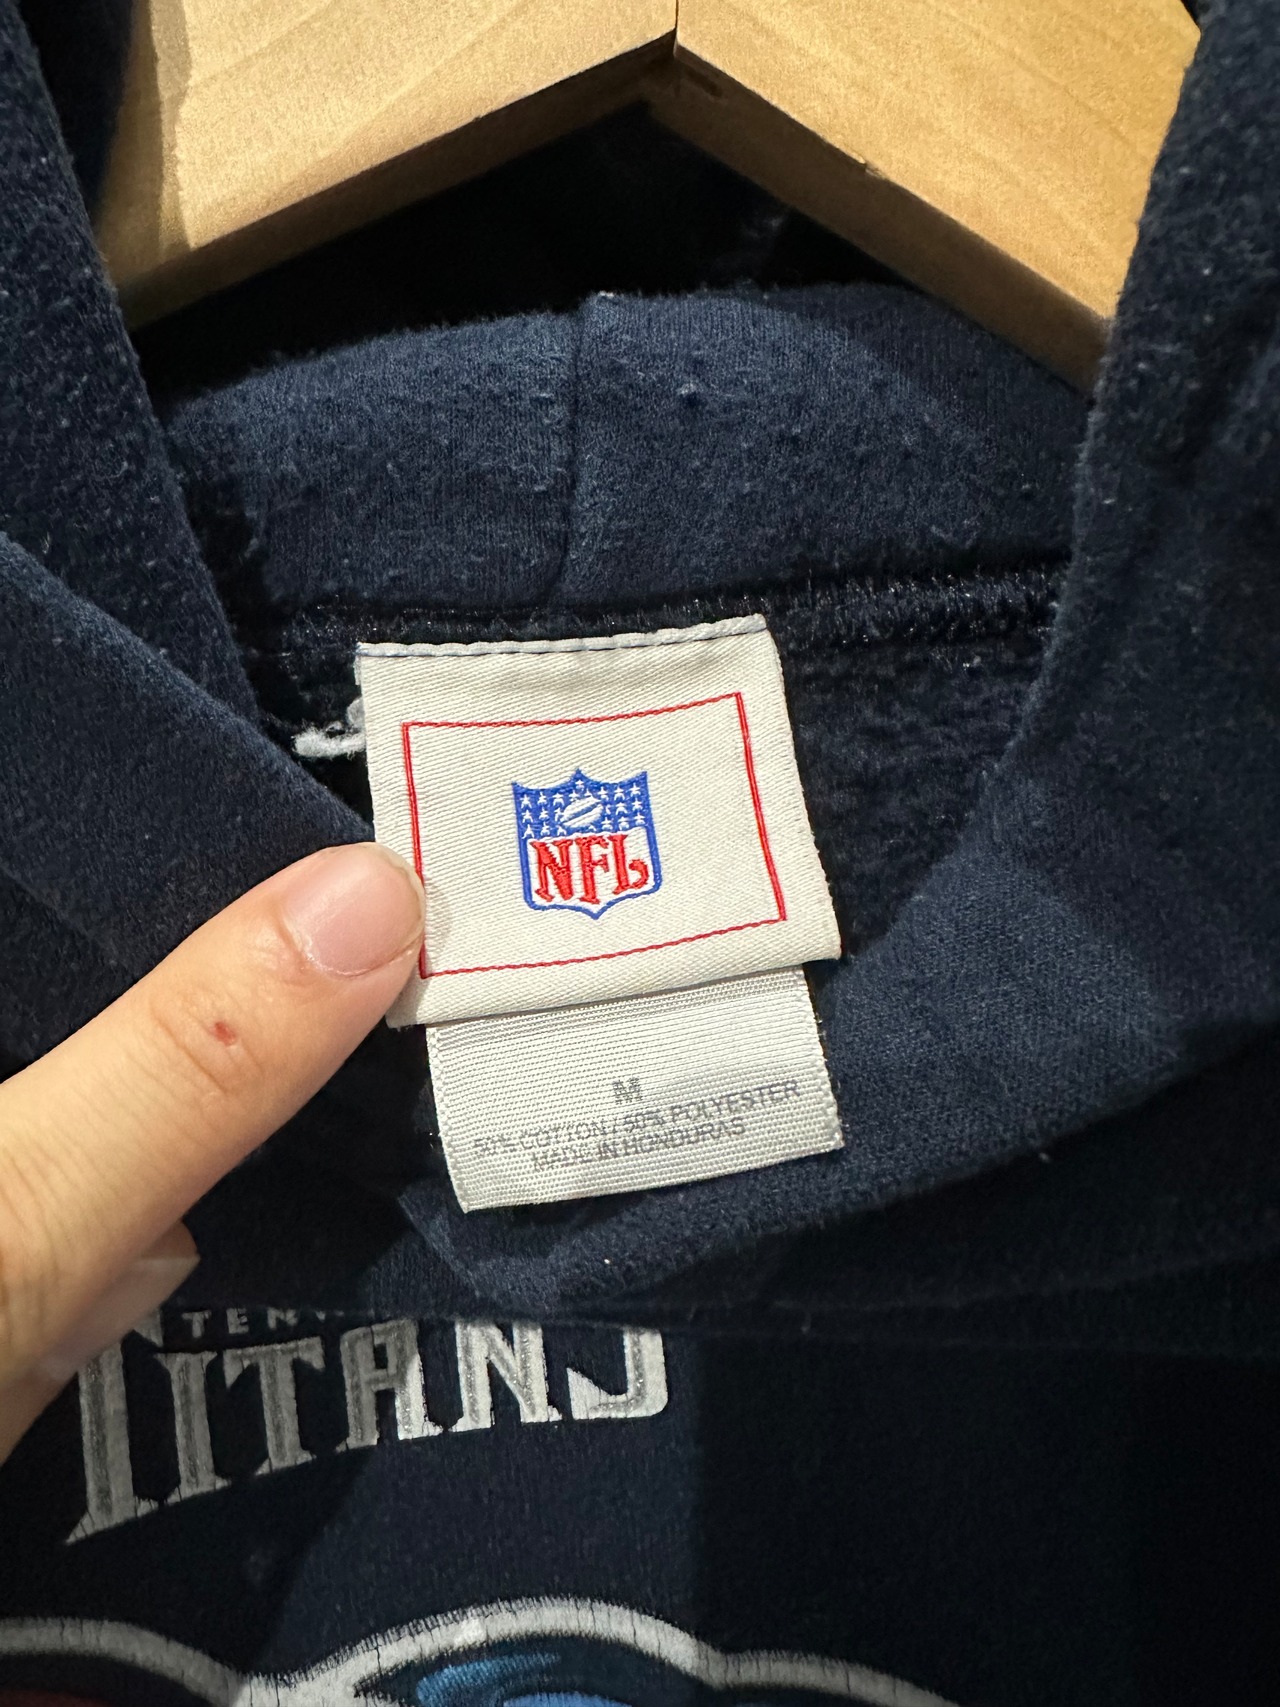 NFL
M
50% COTTON / 50% POLYESTER
MADE IN HONDURAS
TITANS